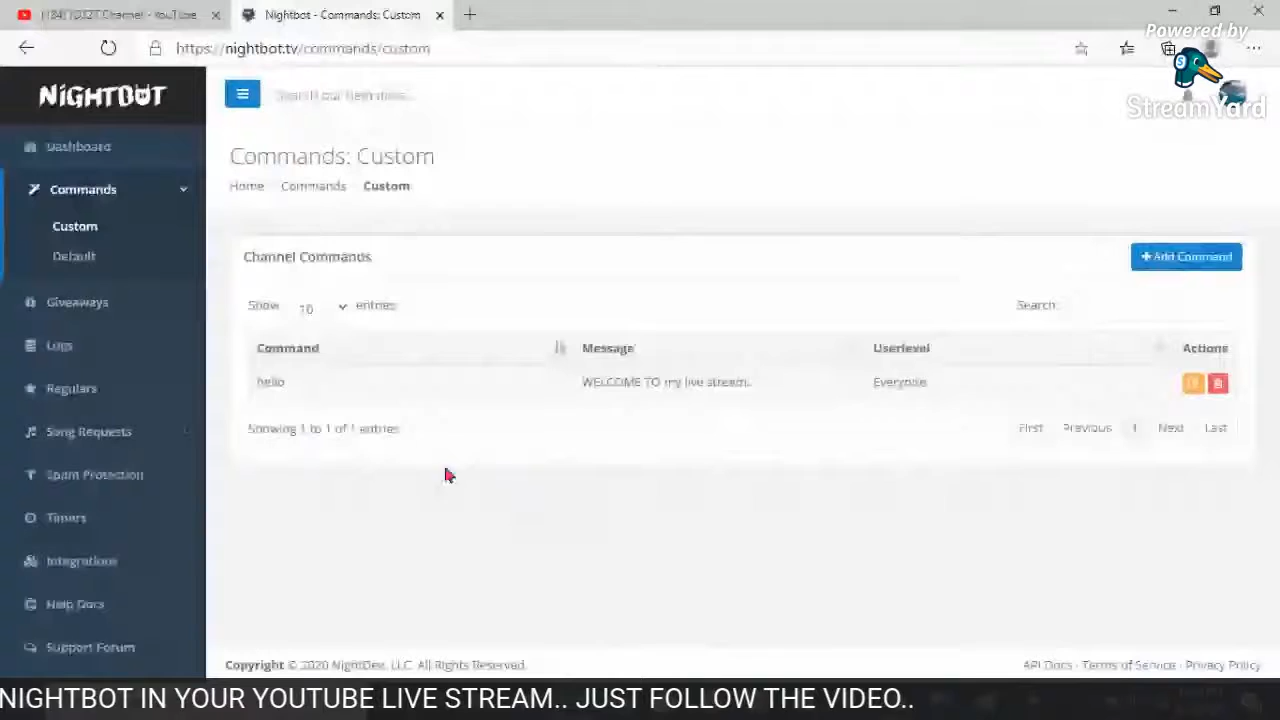 Channel - YouTube
Nightbot - Commands: Custom
https://nightbot.tv/commands/custom
Powered by
StreamYard
NIGHTBOT
Dashboard
Commands
Custom
Default
Giveaways
Logs
Regulars
Song Requests
Spam Protection
Timers
Integrations
Help Docs
Support Forum
Commands: Custom
Home Commands Custom
Channel Commands
Add Command
Show 10 entries
Search:
Command Message Userlevel Actions
hello WELCOME TO my live stream.. Everyone
Showing 1 to 1 of 1 entries
First Previous 1 Next Last
Copyright © 2020 NightDev, LLC. All Rights Reserved.
API Docs · Terms of Service · Privacy Policy
NIGHTBOT IN YOUR YOUTUBE LIVE STREAM.. JUST FOLLOW THE VIDEO..